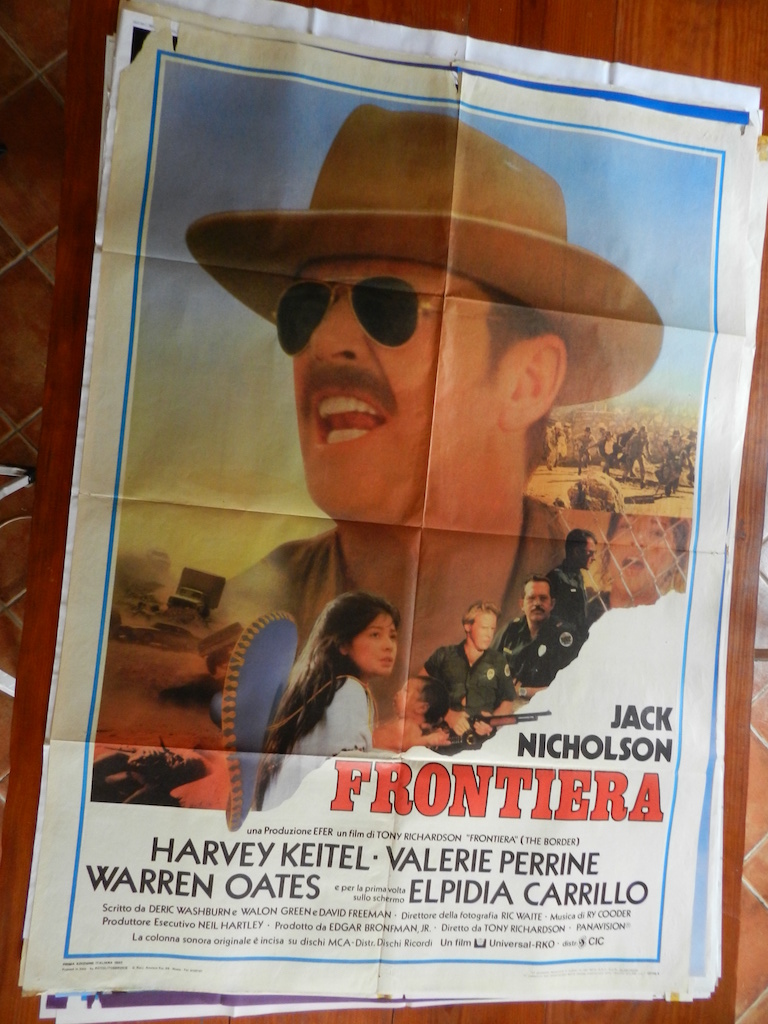 JACK
NICHOLSON
FRONTIERA
una Produzione EFER un film di TONY RICHARDSON "FRONTIERA" (THE BORDER)
HARVEY KEITEL · VALERIE PERRINE
WARREN OATES e per la prima volta sullo schermo ELPIDIA CARRILLO
Scritto da DERIC WASHBURN e WALON GREEN e DAVID FREEMAN · Direttore della fotografia RIC WAITE · Musica di RY COODER
Produttore Esecutivo NEIL HARTLEY · Prodotto da EDGAR BRONFMAN, JR. · Diretto da TONY RICHARDSON · PANAVISION®
La colonna sonora originale è incisa su dischi MCA-Distr. Dischi Ricordi Un film Universal-RKO · distr. CIC